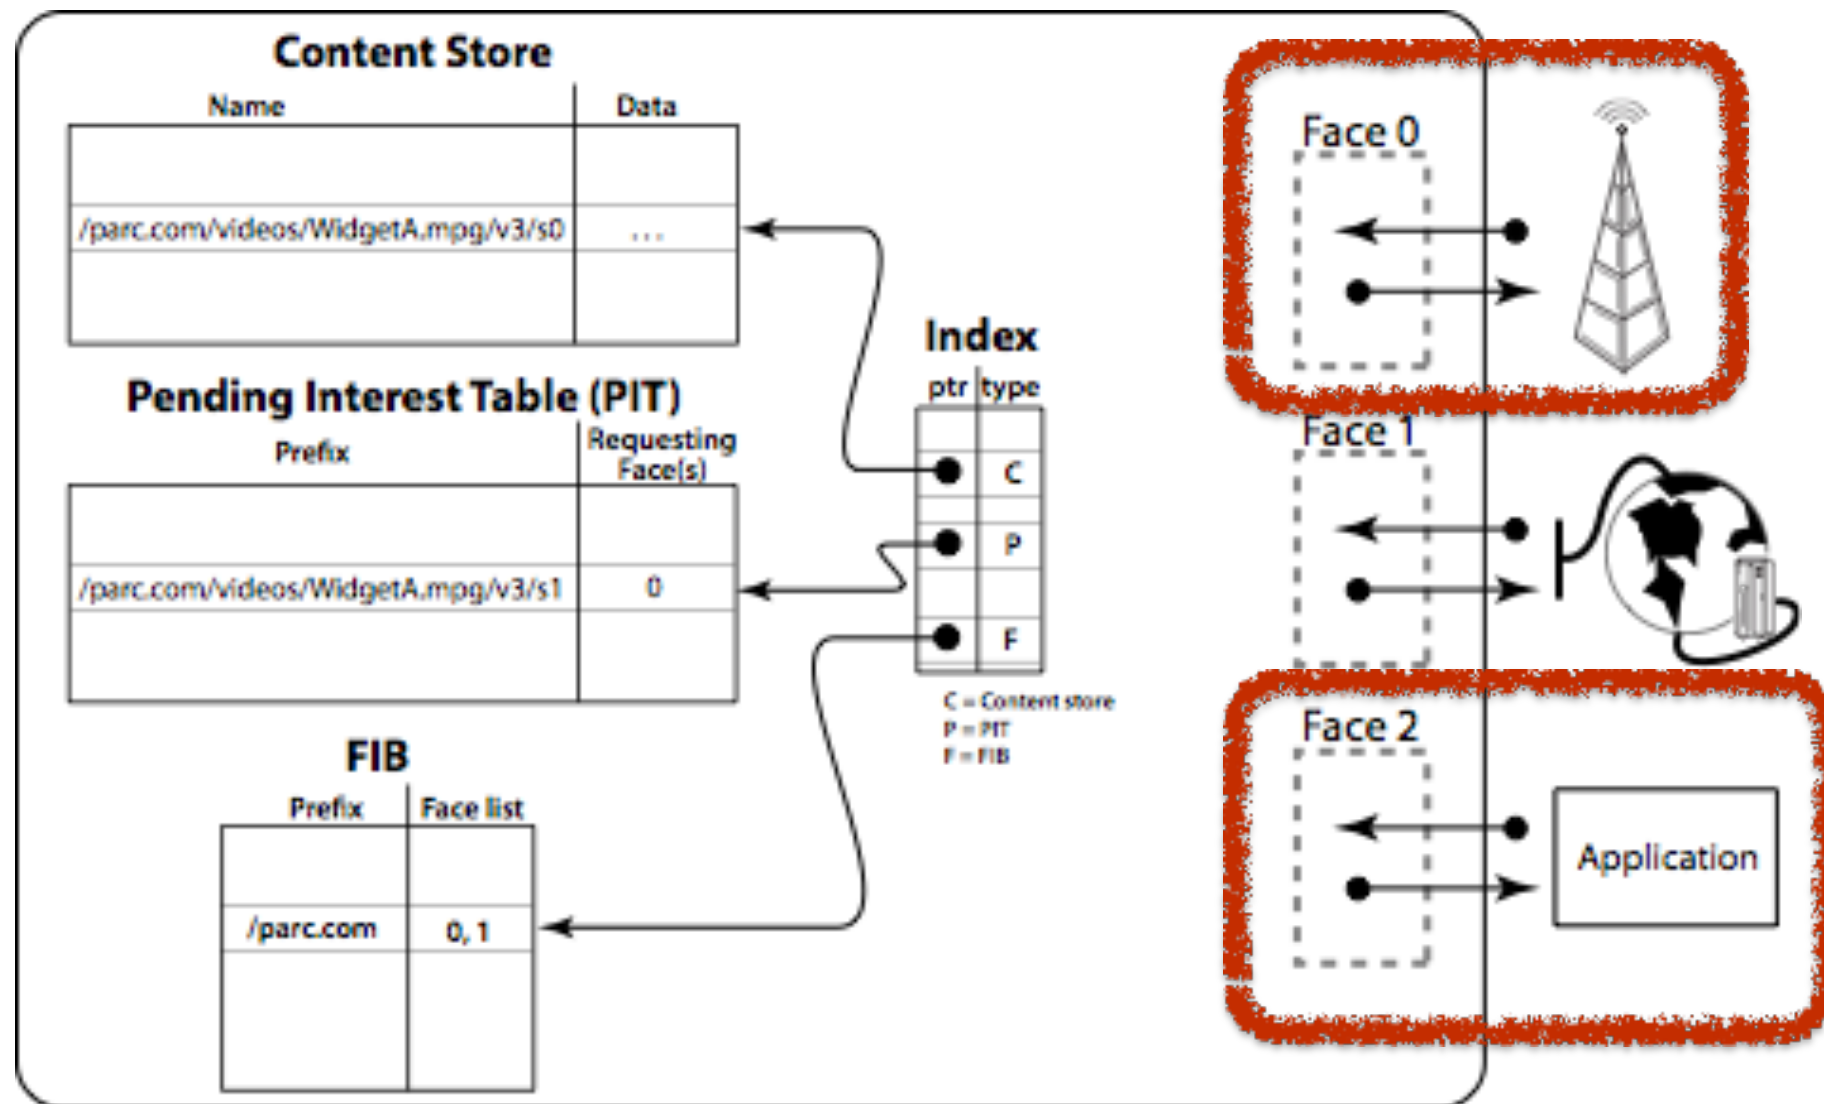 Content Store
Name
Data
/parc.com/videos/WidgetA.mpg/v3/s0
...
Pending Interest Table (PIT)
Prefix
Requesting
Face(s)
/parc.com/videos/WidgetA.mpg/v3/s1
0
FIB
Prefix
Face list
/parc.com
0, 1
Index
ptr
type
C
P
F
C = Content store
P = PIT
F = FIB
Face 0
Face 1
Face 2
Application